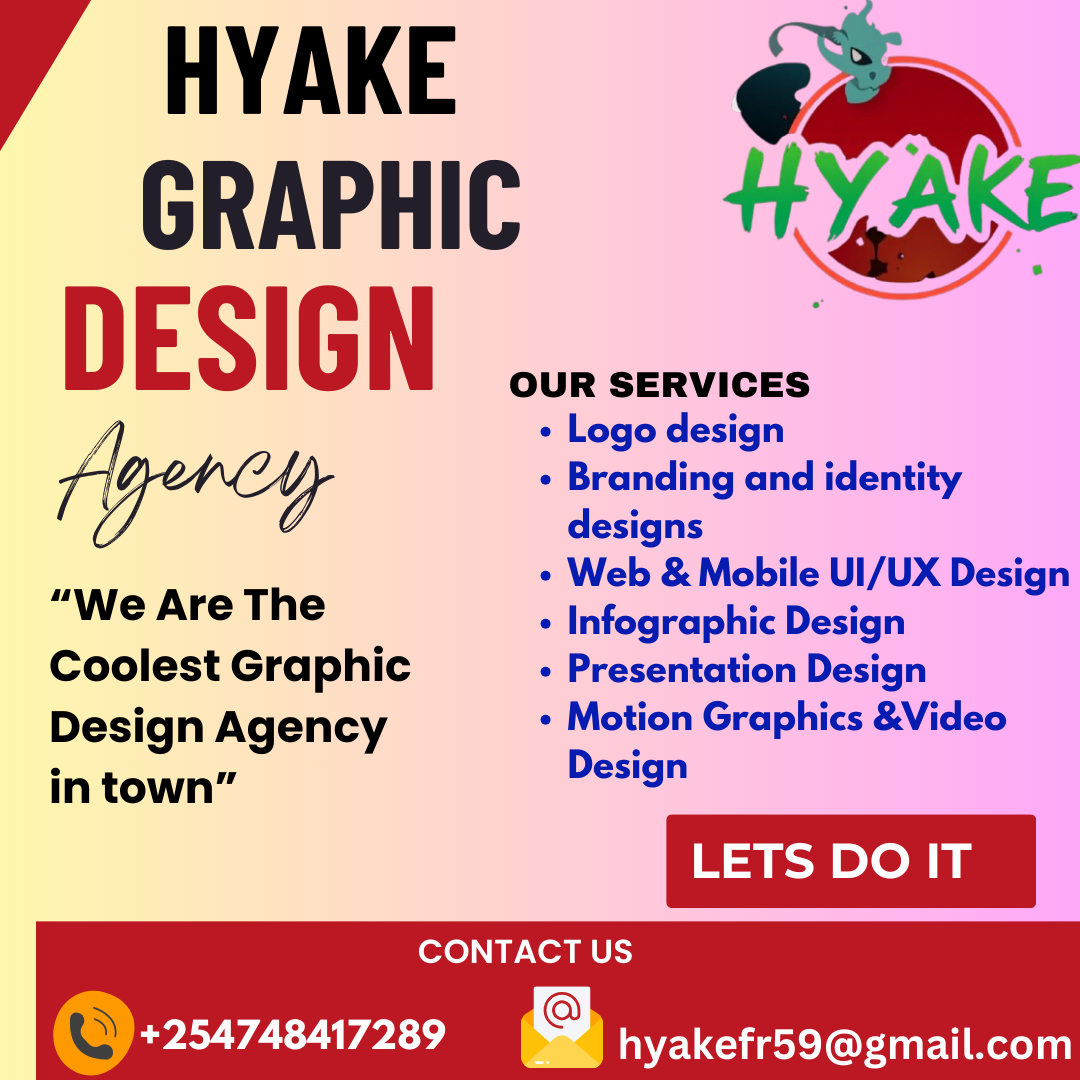 HYAKE
GRAPHIC
DESIGN
Agency
“We Are The
Coolest Graphic
Design Agency
in town”
HYAKE
OUR SERVICES
• Logo design
• Branding and identity
designs
• Web & Mobile UI/UX Design
• Infographic Design
• Presentation Design
• Motion Graphics &Video
Design
LETS DO IT
CONTACT US
+254748417289
@
hyakefr59@gmail.com